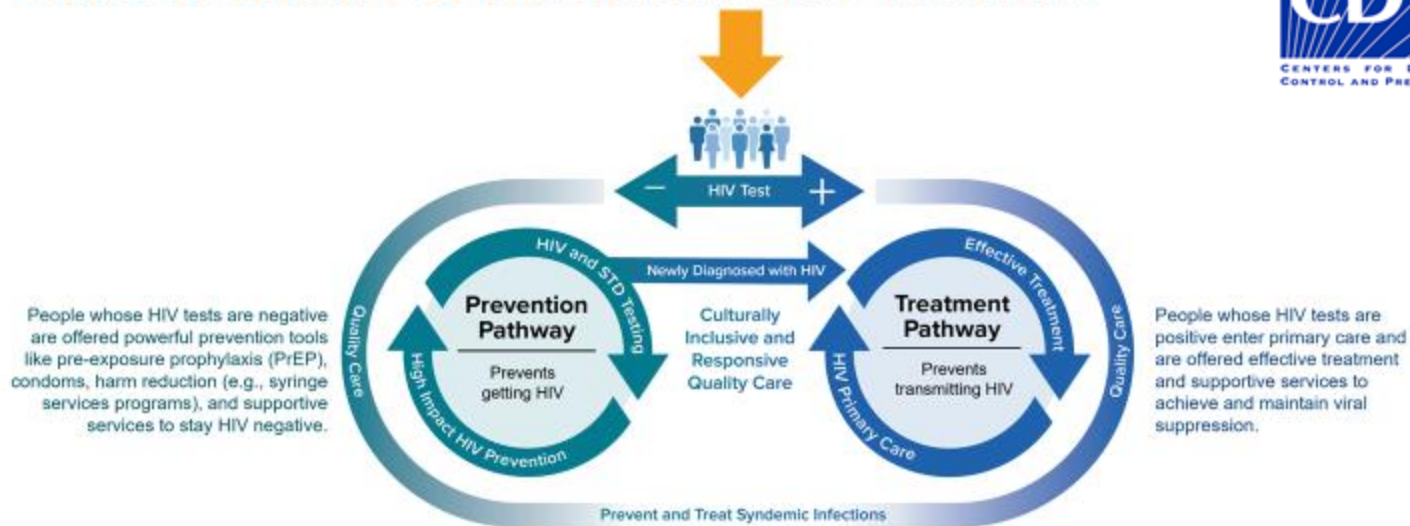 CD
CENTERS FOR
CONTROL AND PRE
− HIV Test +
HIV and STD Testing
High Impact HIV Prevention
Prevention
Pathway
Prevents
getting HIV
Newly Diagnosed with HIV
Culturally
Inclusive and
Responsive
Quality Care
Effective Treatment
HIV Primary Care
Treatment
Pathway
Prevents
transmitting HIV
Quality Care
Quality Care
People whose HIV tests are negative
are offered powerful prevention tools
like pre-exposure prophylaxis (PrEP),
condoms, harm reduction (e.g., syringe
services programs), and supportive
services to stay HIV negative.
People whose HIV tests are
positive enter primary care and
are offered effective treatment
and supportive services to
achieve and maintain viral
suppression.
Prevent and Treat Syndemic Infections